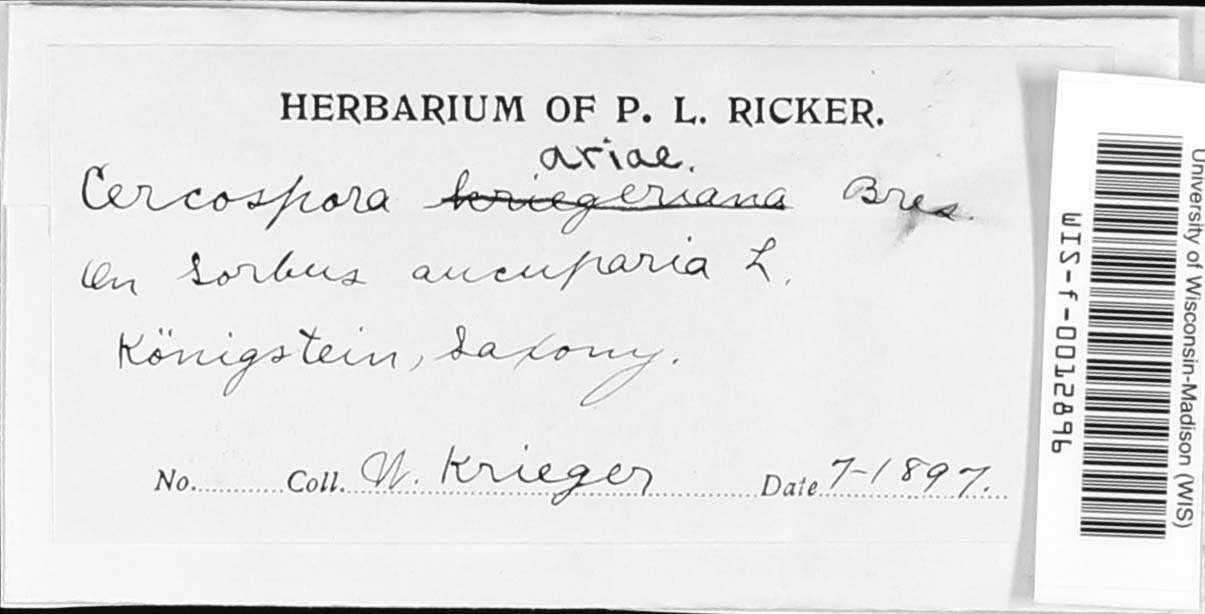 HERBARIUM OF P. L. RICKER.
ariae.
Cercospora kriegeriana Bres.
On Sorbus aucuparia L.
Königstein, Saxony.
No. Coll. W. Krieger Date 7-1897.
WIS-f-0012896
University of Wisconsin-Madison (WIS)